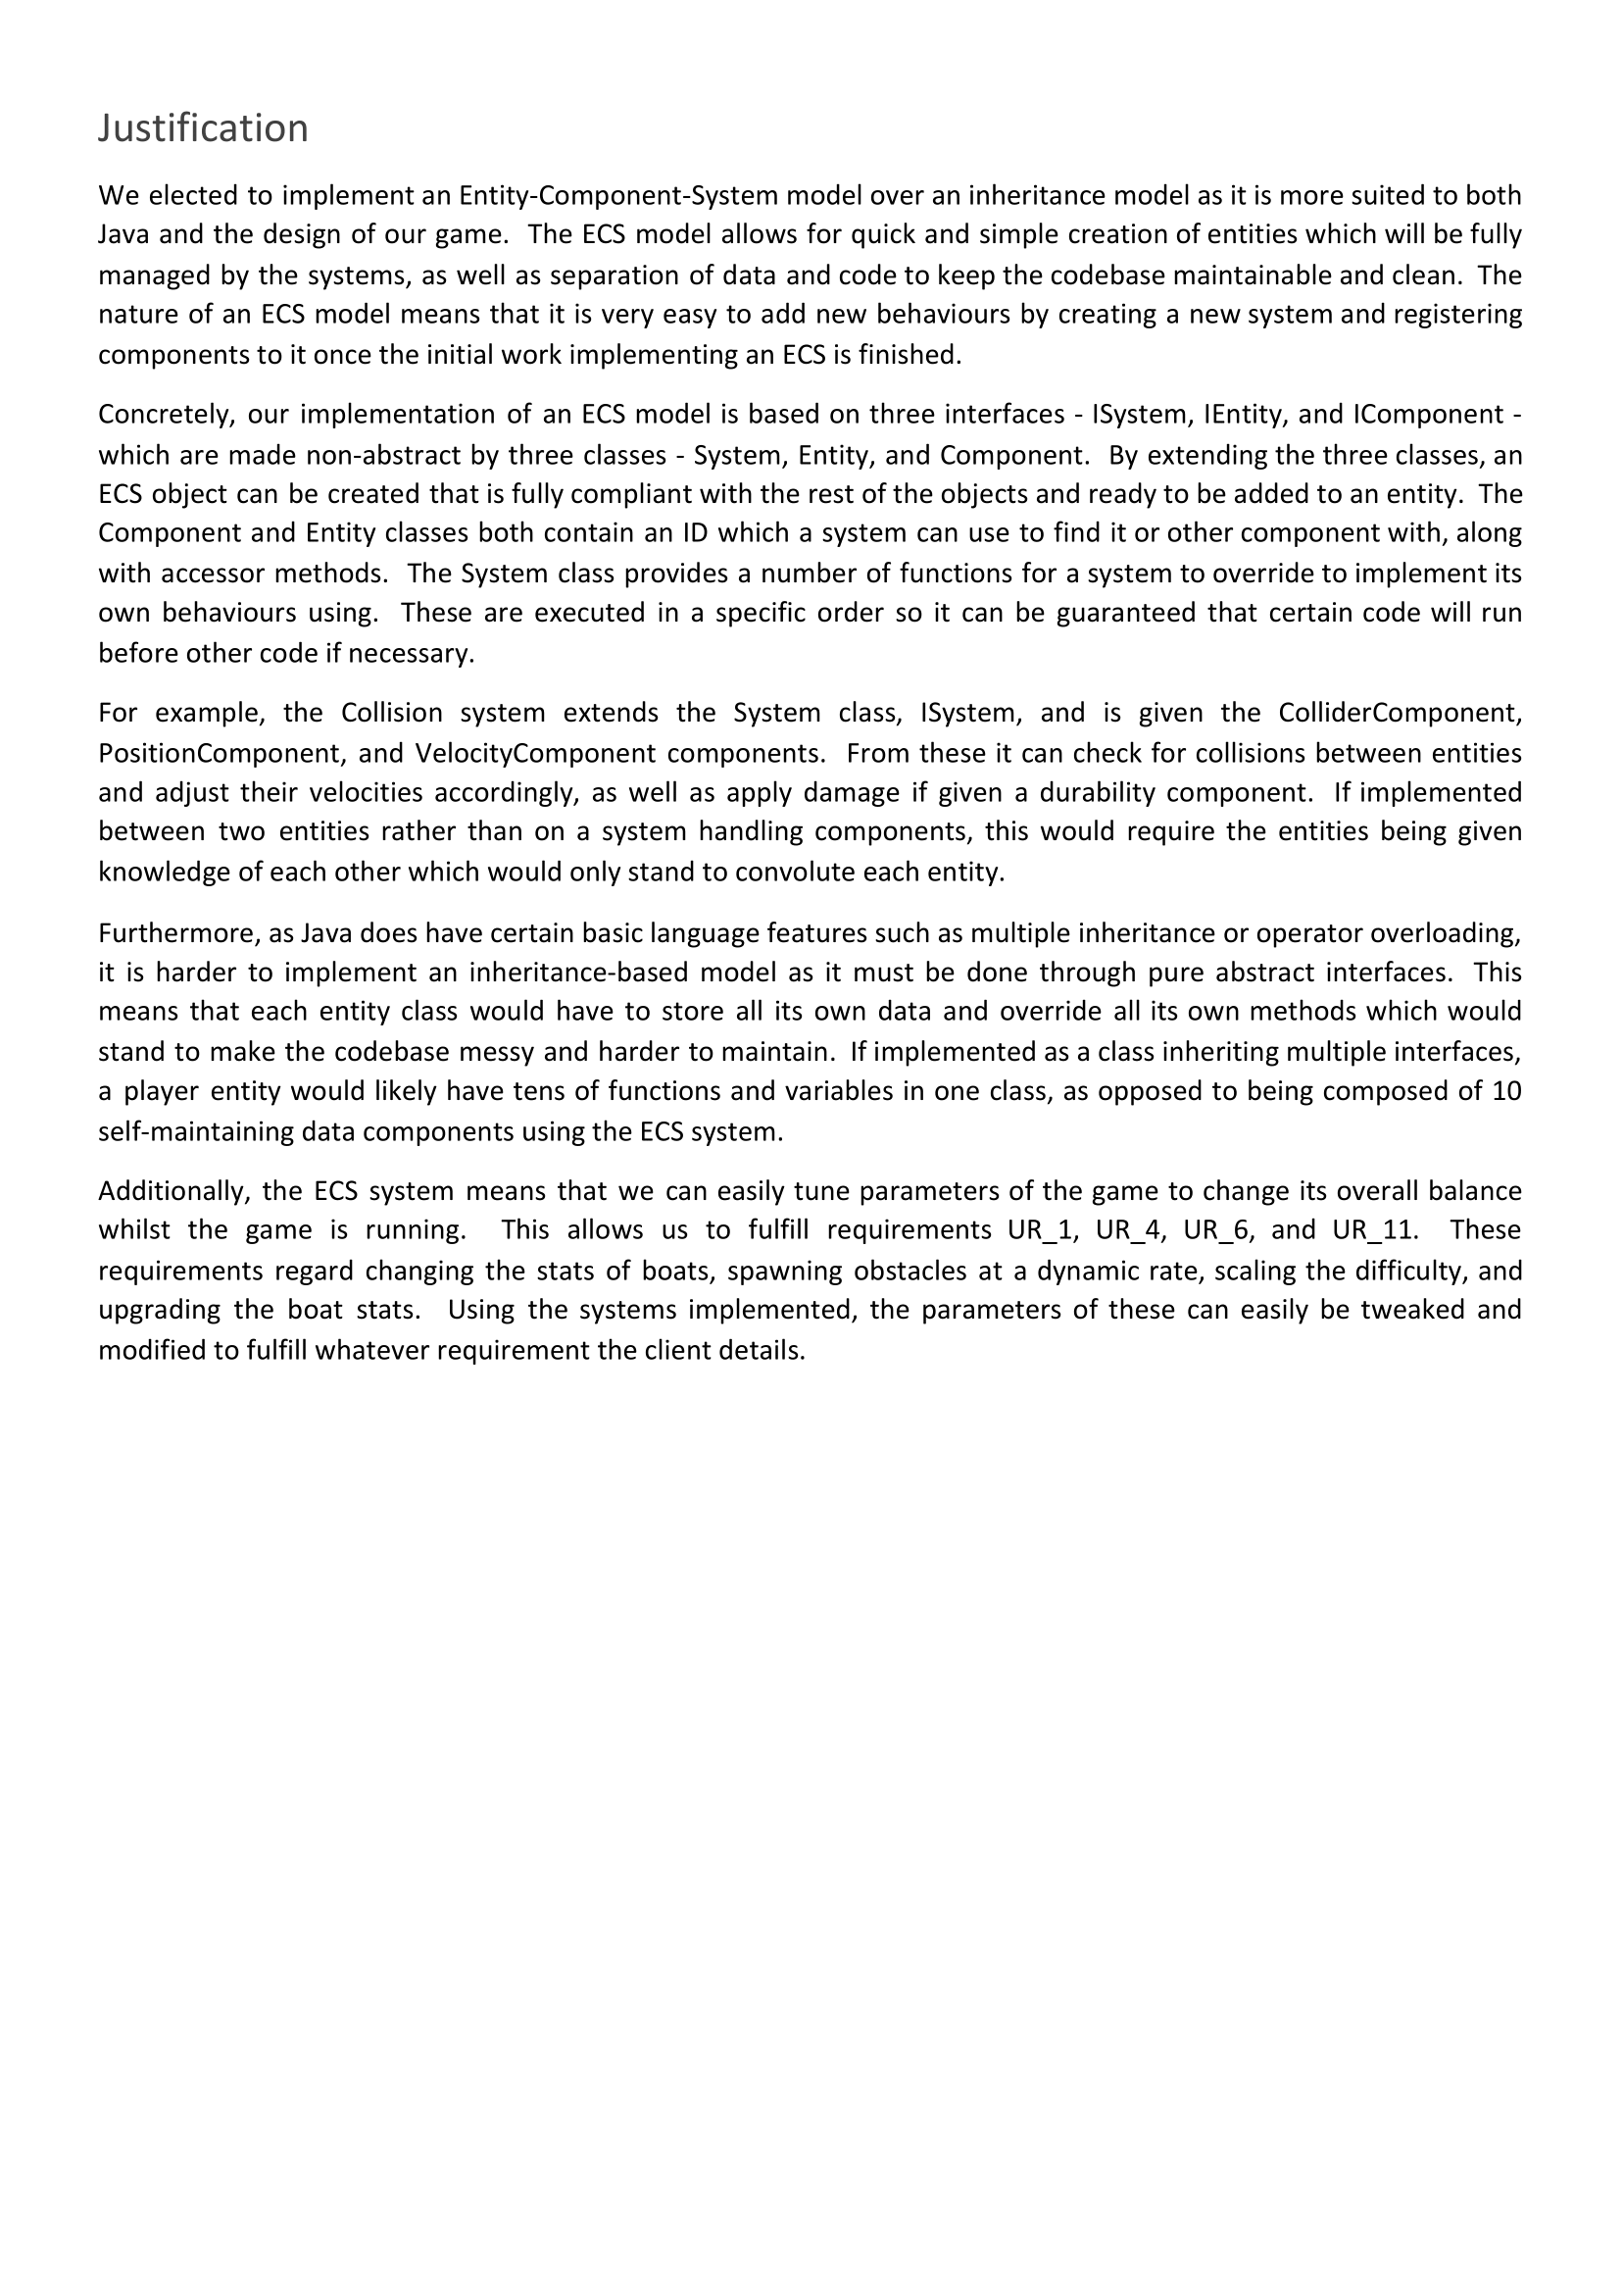 Justification
We elected to implement an Entity-Component-System model over an inheritance model as it is more suited to both
Java and the design of our game.  The ECS model allows for quick and simple creation of entities which will be fully
managed by the systems, as well as separation of data and code to keep the codebase maintainable and clean.  The
nature of an ECS model means that it is very easy to add new behaviours by creating a new system and registering
components to it once the initial work implementing an ECS is finished.
Concretely, our implementation of an ECS model is based on three interfaces - ISystem, IEntity, and IComponent -
which are made non-abstract by three classes - System, Entity, and Component.  By extending the three classes, an
ECS object can be created that is fully compliant with the rest of the objects and ready to be added to an entity.  The
Component and Entity classes both contain an ID which a system can use to find it or other component with, along
with accessor methods.  The System class provides a number of functions for a system to override to implement its
own behaviours using.  These are executed in a specific order so it can be guaranteed that certain code will run
before other code if necessary.
For example, the Collision system extends the System class, ISystem, and is given the ColliderComponent,
PositionComponent, and VelocityComponent components.  From these it can check for collisions between entities
and adjust their velocities accordingly, as well as apply damage if given a durability component.  If implemented
between two entities rather than on a system handling components, this would require the entities being given
knowledge of each other which would only stand to convolute each entity.
Furthermore, as Java does have certain basic language features such as multiple inheritance or operator overloading,
it is harder to implement an inheritance-based model as it must be done through pure abstract interfaces.  This
means that each entity class would have to store all its own data and override all its own methods which would
stand to make the codebase messy and harder to maintain.  If implemented as a class inheriting multiple interfaces,
a player entity would likely have tens of functions and variables in one class, as opposed to being composed of 10
self-maintaining data components using the ECS system.
Additionally, the ECS system means that we can easily tune parameters of the game to change its overall balance
whilst the game is running.  This allows us to fulfill requirements UR_1, UR_4, UR_6, and UR_11.  These
requirements regard changing the stats of boats, spawning obstacles at a dynamic rate, scaling the difficulty, and
upgrading the boat stats.  Using the systems implemented, the parameters of these can easily be tweaked and
modified to fulfill whatever requirement the client details.